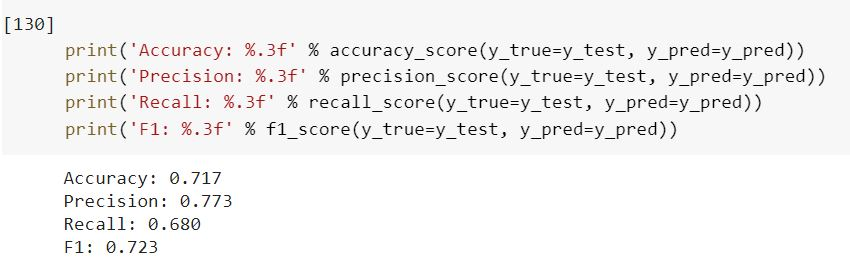 [130]
print('Accuracy: %.3f' % accuracy_score(y_true=y_test, y_pred=y_pred))
print('Precision: %.3f' % precision_score(y_true=y_test, y_pred=y_pred))
print('Recall: %.3f' % recall_score(y_true=y_test, y_pred=y_pred))
print('F1: %.3f' % f1_score(y_true=y_test, y_pred=y_pred))
Accuracy: 0.717
Precision: 0.773
Recall: 0.680
F1: 0.723